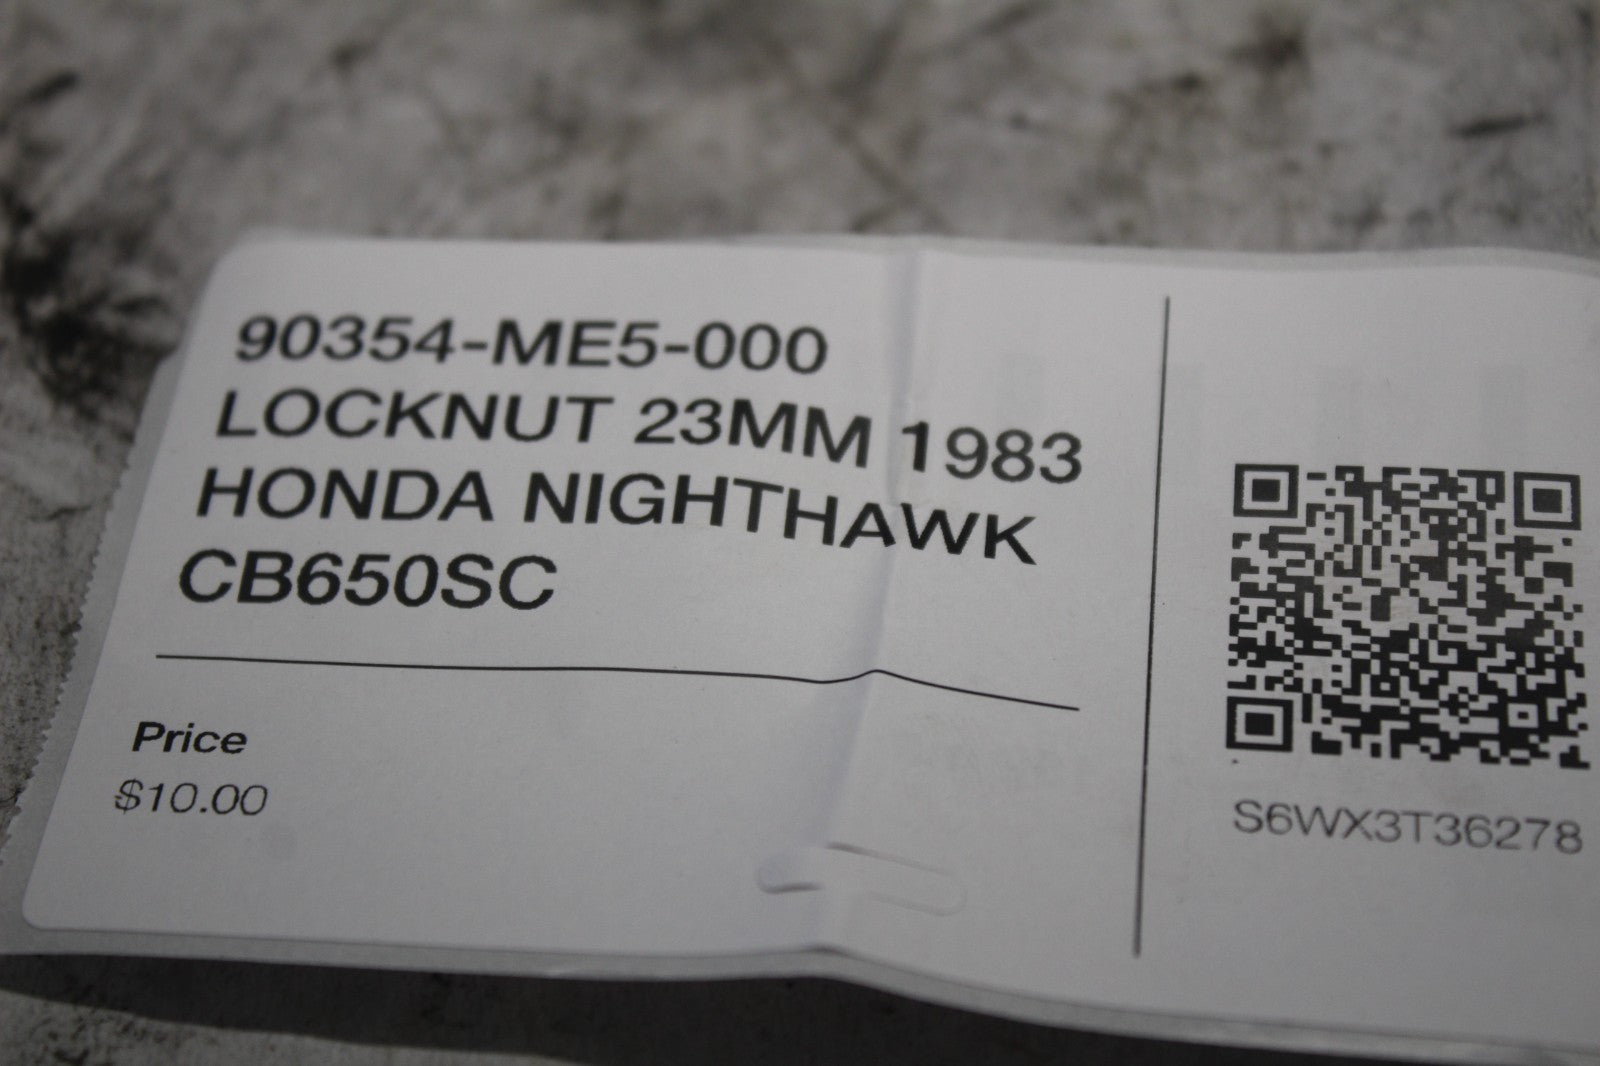 90354-ME5-000
LOCKNUT 23MM 1983
HONDA NIGHTHAWK
CB650SC
Price
$10.00
S6WX3T36278